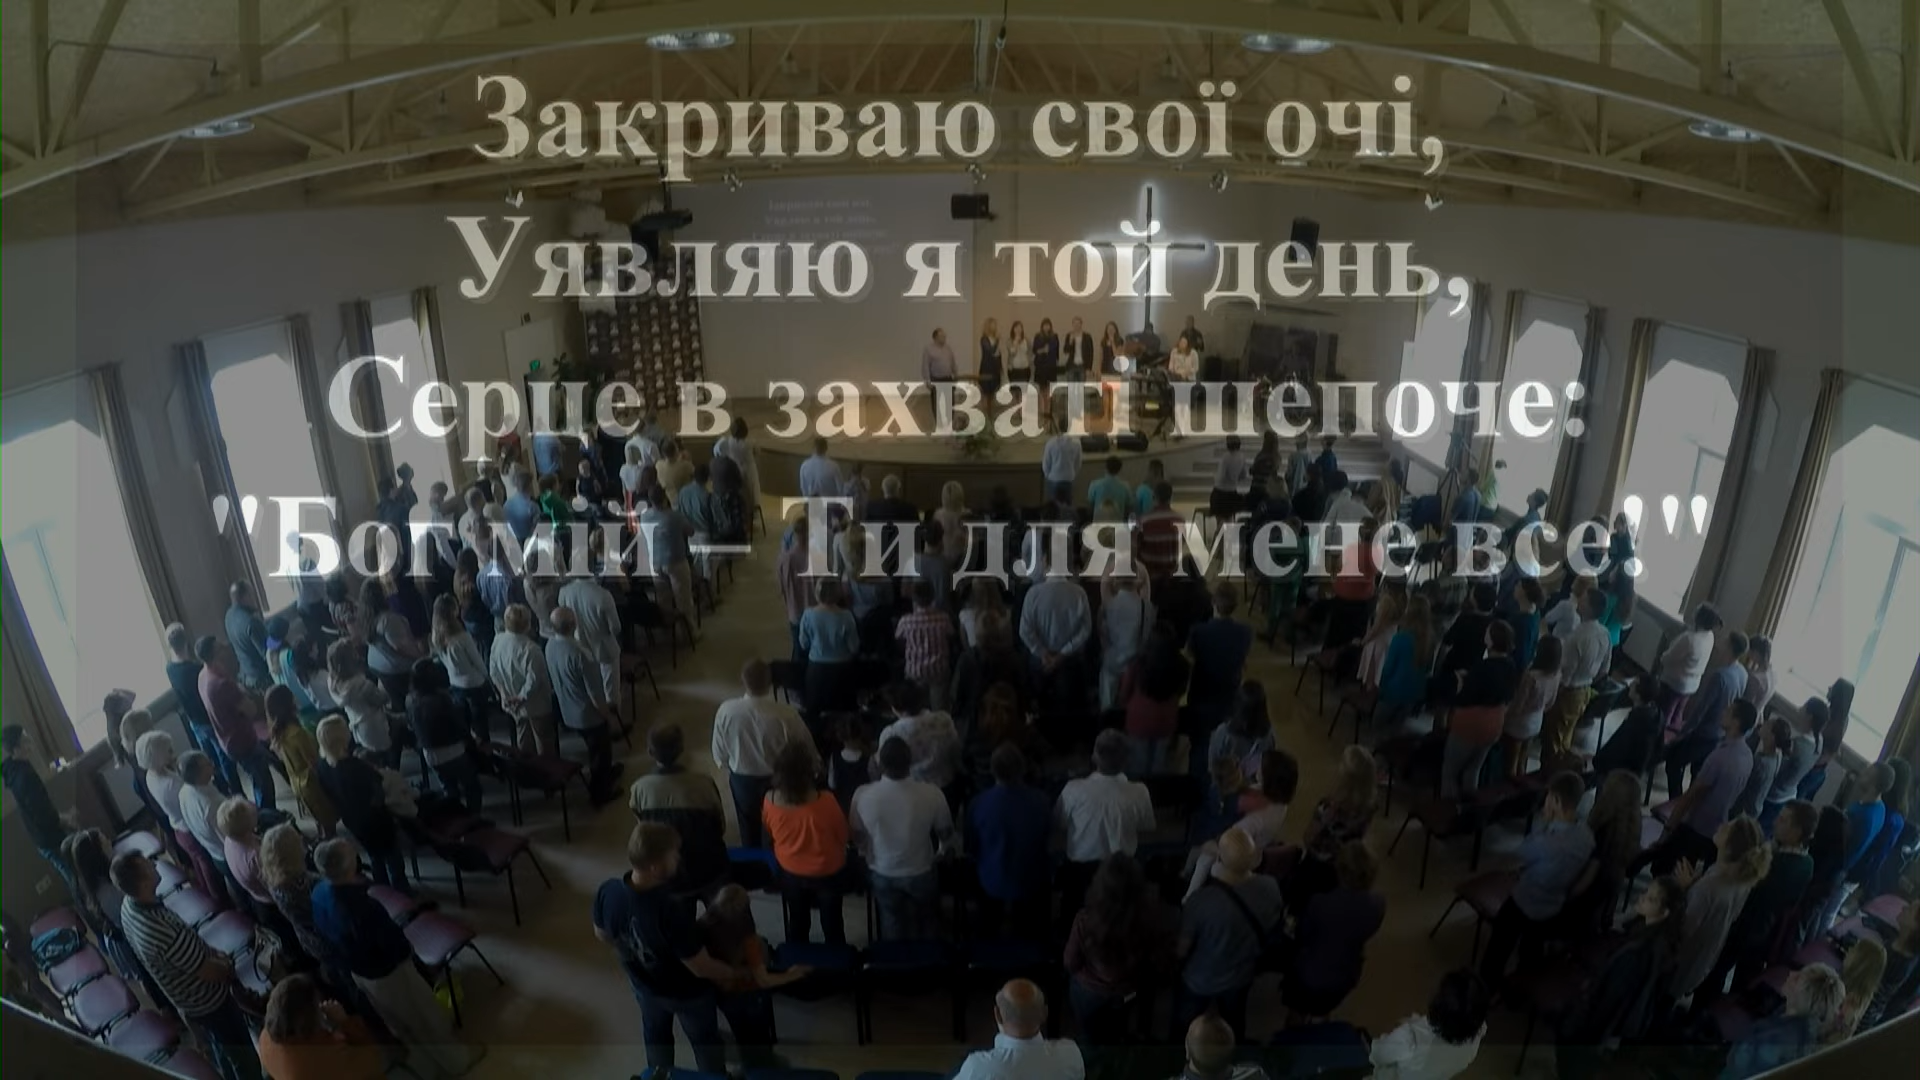 Закриваю свої очі,
Уявляю я той день,
Серце в захваті шепоче:
"Бог мій – Ти для мене все!"